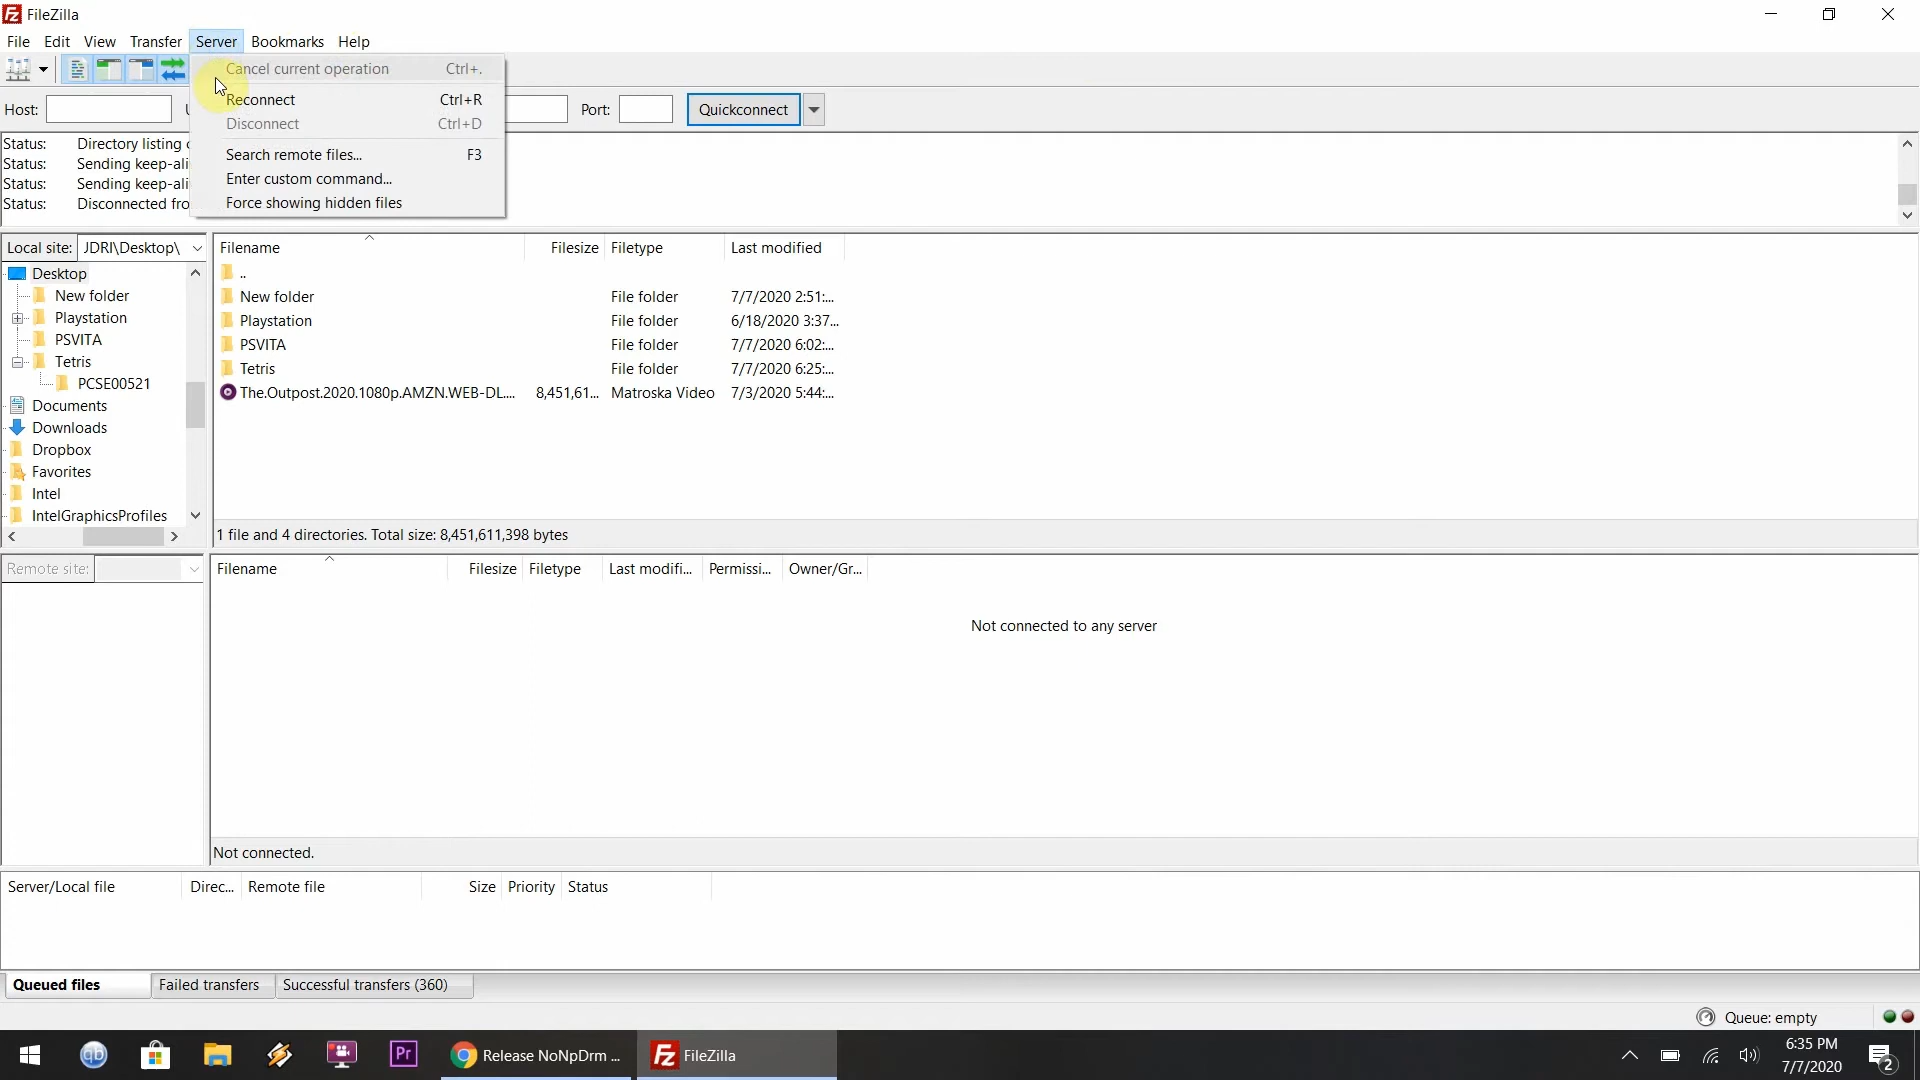 FileZilla
File Edit View Transfer Server Bookmarks Help
Cancel current operation Ctrl+.
Host: Reconnect Ctrl+R Port: Quickconnect
Disconnect Ctrl+D
Status: Directory listing
Search remote files... F3
Status: Sending keep-ali
Enter custom command...
Status: Sending keep-ali
Force showing hidden files
Status: Disconnected fro
Local site: JDRI\Desktop\ Filename Filesize Filetype Last modified
Desktop ..
New folder New folder File folder 7/7/2020 2:51:...
Playstation Playstation File folder 6/18/2020 3:37...
PSVITA PSVITA File folder 7/7/2020 6:02:...
Tetris Tetris File folder 7/7/2020 6:25:...
PCSE00521 The.Outpost.2020.1080p.AMZN.WEB-DL.... 8,451,61... Matroska Video 7/3/2020 5:44:...
Documents
Downloads
Dropbox
Favorites
Intel
IntelGraphicsProfiles
1 file and 4 directories. Total size: 8,451,611,398 bytes
Remote site: Filename Filesize Filetype Last modifi... Permissi... Owner/Gr...
Not connected to any server
Not connected.
Server/Local file Direc... Remote file Size Priority Status
Queued files Failed transfers Successful transfers (360)
Queue: empty
qb Pr Release NoNpDrm ... FZ FileZilla 6:35 PM
7/7/2020 2